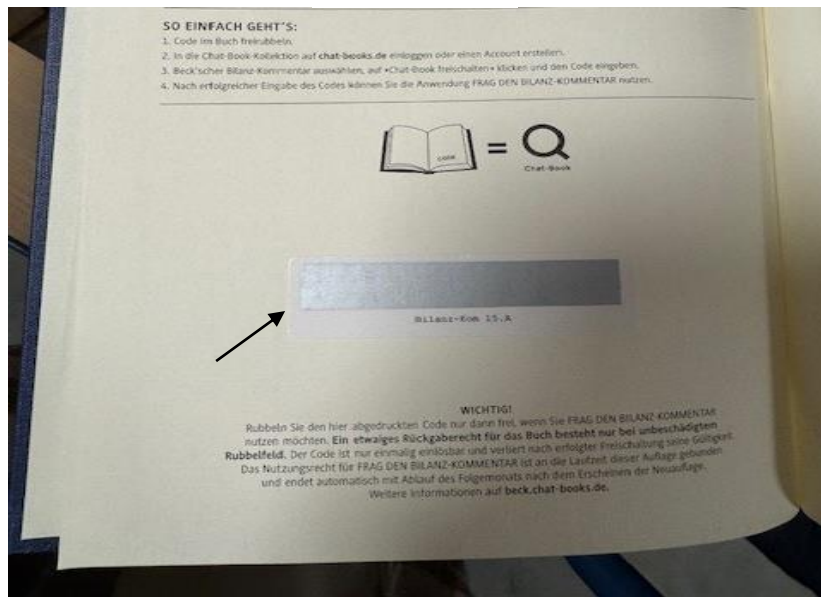 SO EINFACH GEHT'S:
1. Code im Buch freirubbeln.
2. In die Chat-Book-Kollektion auf chat-books.de einloggen oder einen Account erstellen.
3. Beck'scher Bilanz-Kommentar auswählen, auf »Chat-Book freischalten« klicken und den Code eingeben.
4. Nach erfolgreicher Eingabe des Codes können Sie die Anwendung FRAG DEN BILANZ-KOMMENTAR nutzen.
CODE
=
Chat-Book
Bilanz-Kom 15.A
WICHTIG!
Rubbeln Sie den hier abgedruckten Code nur dann frei, wenn Sie FRAG DEN BILANZ-KOMMENTAR
nutzen möchten. Ein etwaiges Rückgaberecht für das Buch besteht nur bei unbeschädigtem
Rubbelfeld. Der Code ist nur einmalig einlösbar und verliert nach erfolgter Freischaltung seine Gültigkeit.
Das Nutzungsrecht für FRAG DEN BILANZ-KOMMENTAR ist an die Laufzeit dieser Auflage gebunden
und endet automatisch mit Ablauf des Folgemonats nach dem Erscheinen der Neuauflage.
Weitere Informationen auf beck.chat-books.de.